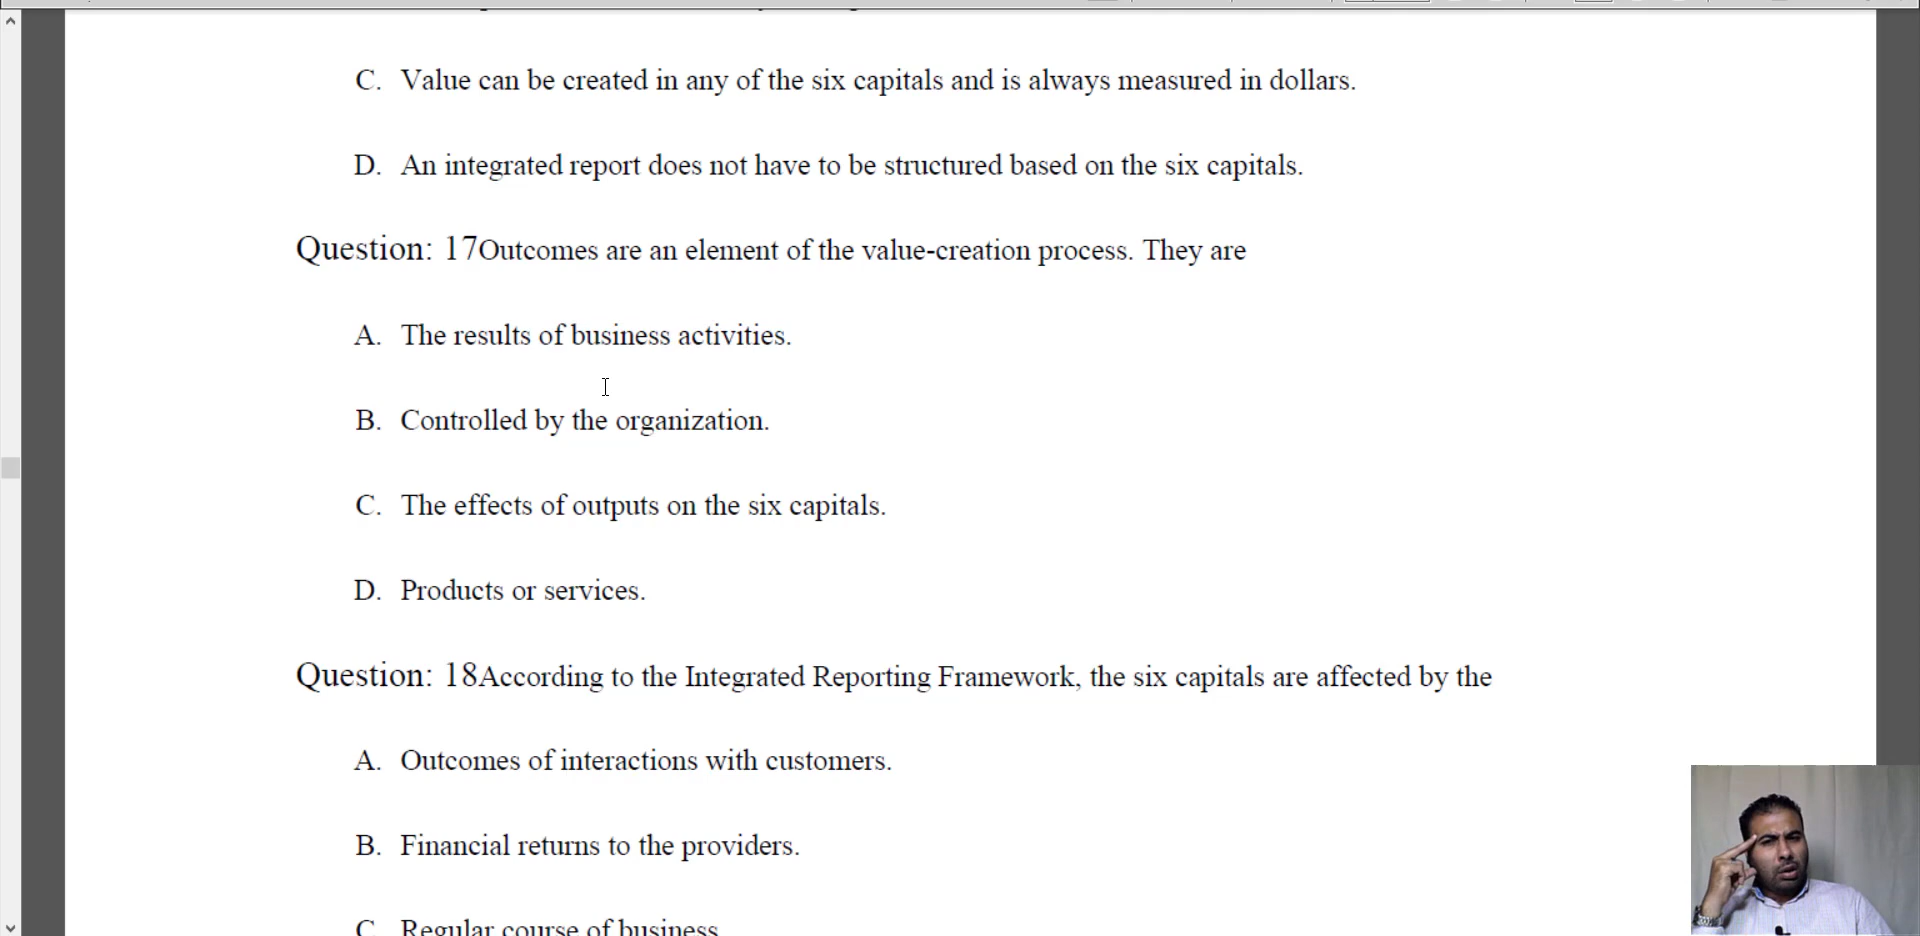 C. Value can be created in any of the six capitals and is always measured in dollars.
D. An integrated report does not have to be structured based on the six capitals.
Question: 17Outcomes are an element of the value-creation process. They are
A. The results of business activities.
B. Controlled by the organization.
C. The effects of outputs on the six capitals.
D. Products or services.
Question: 18According to the Integrated Reporting Framework, the six capitals are affected by the
A. Outcomes of interactions with customers.
B. Financial returns to the providers.
C. Regular course of business